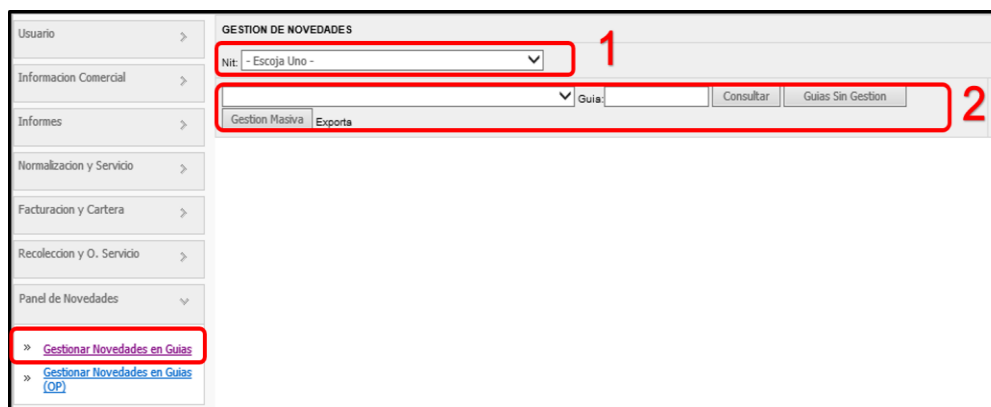 Usuario
Informacion Comercial
Informes
Normalizacion y Servicio
Facturacion y Cartera
Recoleccion y O. Servicio
Panel de Novedades
» Gestionar Novedades en Guias
» Gestionar Novedades en Guias
(OP)
GESTION DE NOVEDADES
1
Nit: - Escoja Uno -
Guia: Consultar Guias Sin Gestion
2
Gestion Masiva Exporta